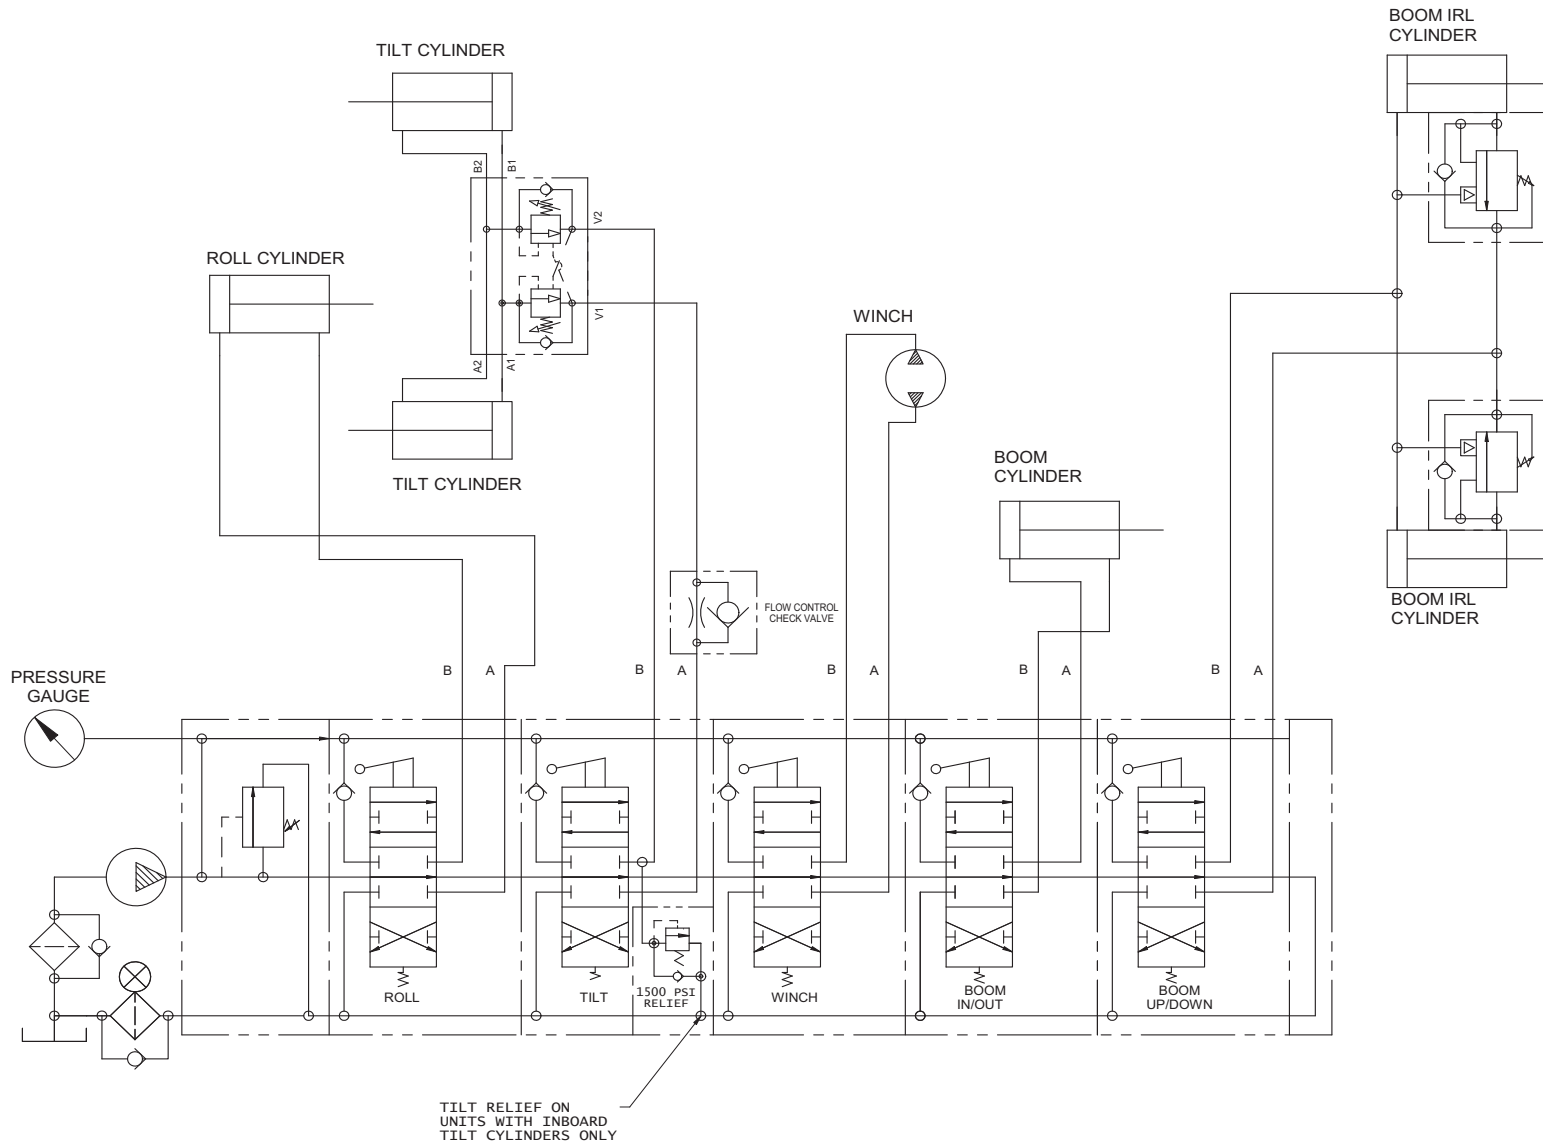 BOOM IRL
CYLINDER
TILT CYLINDER
B2
B1
V2
ROLL CYLINDER
V1
WINCH
A2
A1
BOOM
CYLINDER
TILT CYLINDER
BOOM IRL
CYLINDER
FLOW CONTROL
CHECK VALVE
B
A
B
A
B
A
B
A
B
A
PRESSURE
GAUGE
ROLL
TILT
1500 PSI
RELIEF
WINCH
BOOM
IN/OUT
BOOM
UP/DOWN
TILT RELIEF ON
UNITS WITH INBOARD
TILT CYLINDERS ONLY